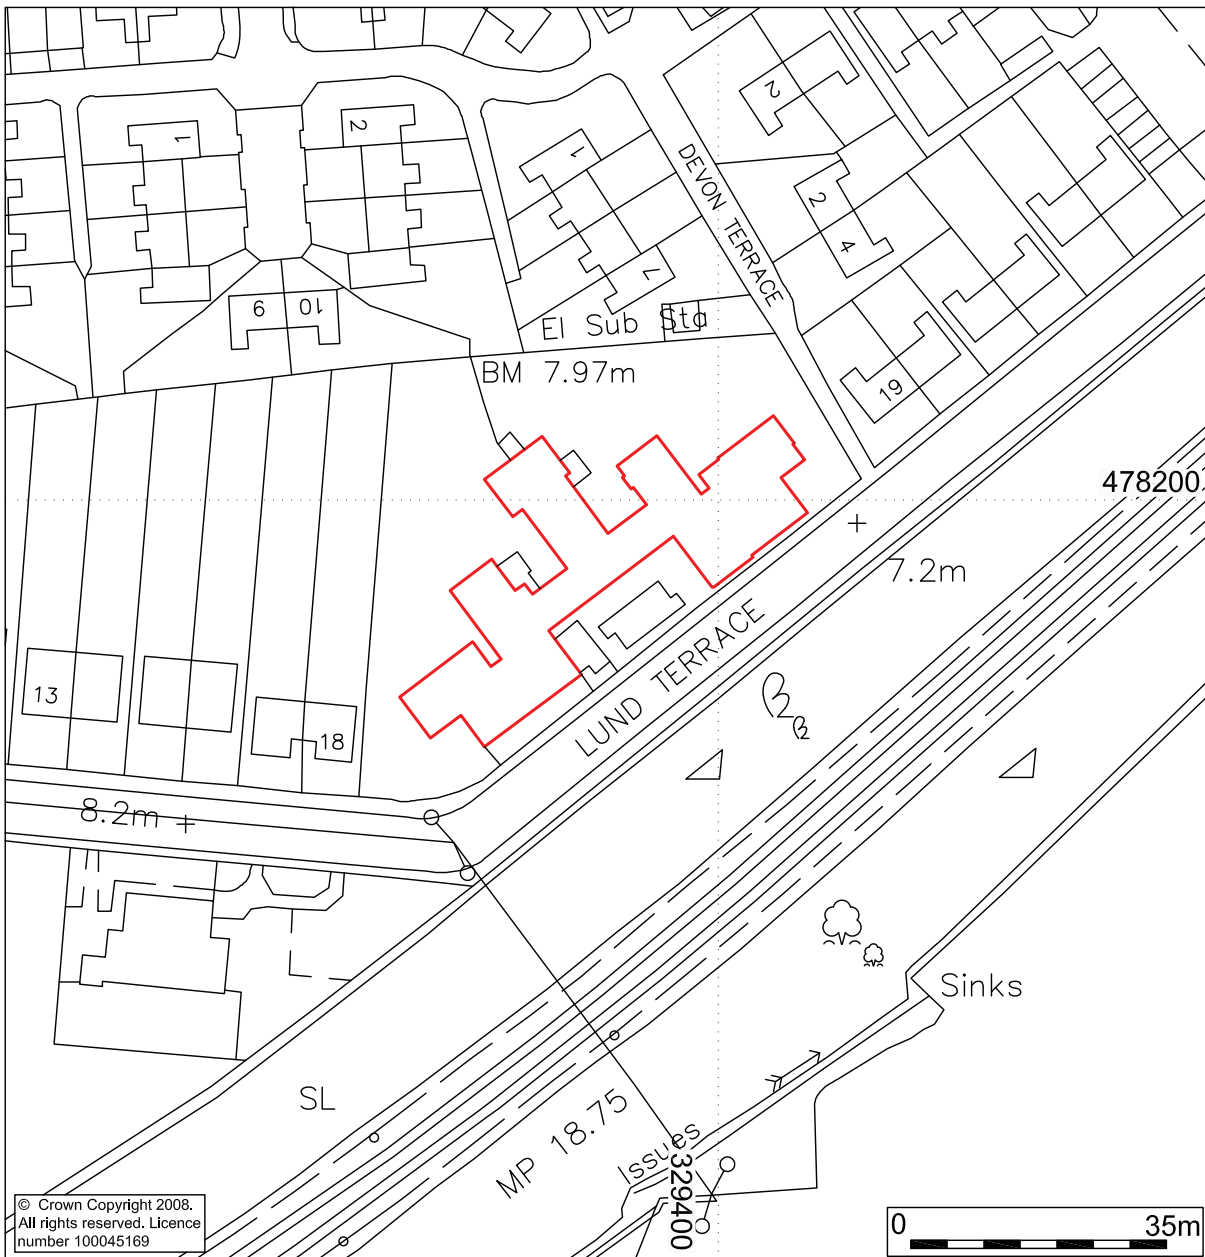 1
2
2
1
7
DEVON TERRACE
2
4
9
10
El Sub Sta
BM 7.97m
19
478200
7.2m
13
18
LUND TERRACE
8.2m
Sinks
SL
MP 18.75
Issues
329400
© Crown Copyright 2008.
All rights reserved. Licence
number 100045169
0 35m